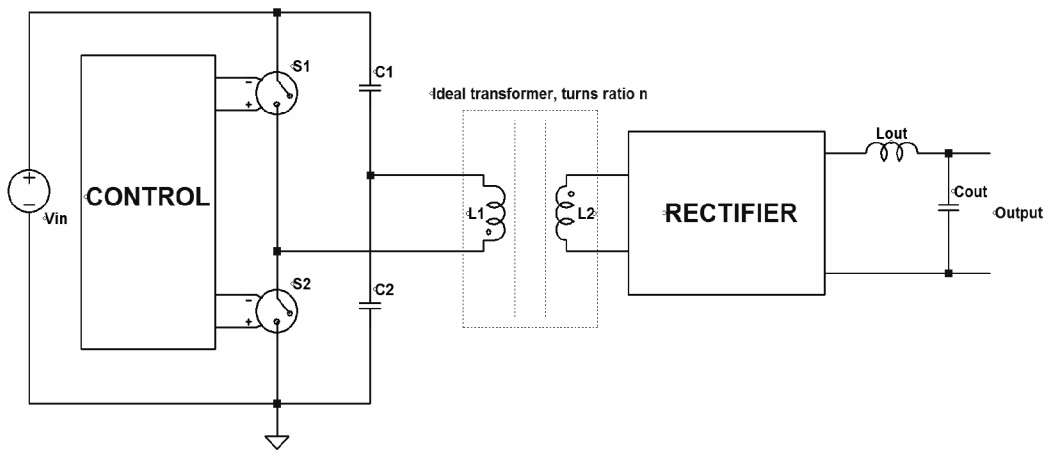 S1
C1
Ideal transformer, turns ratio n
−
+
Lout
+
−
Vin
CONTROL
L1
L2
RECTIFIER
Cout
Output
S2
C2
−
+